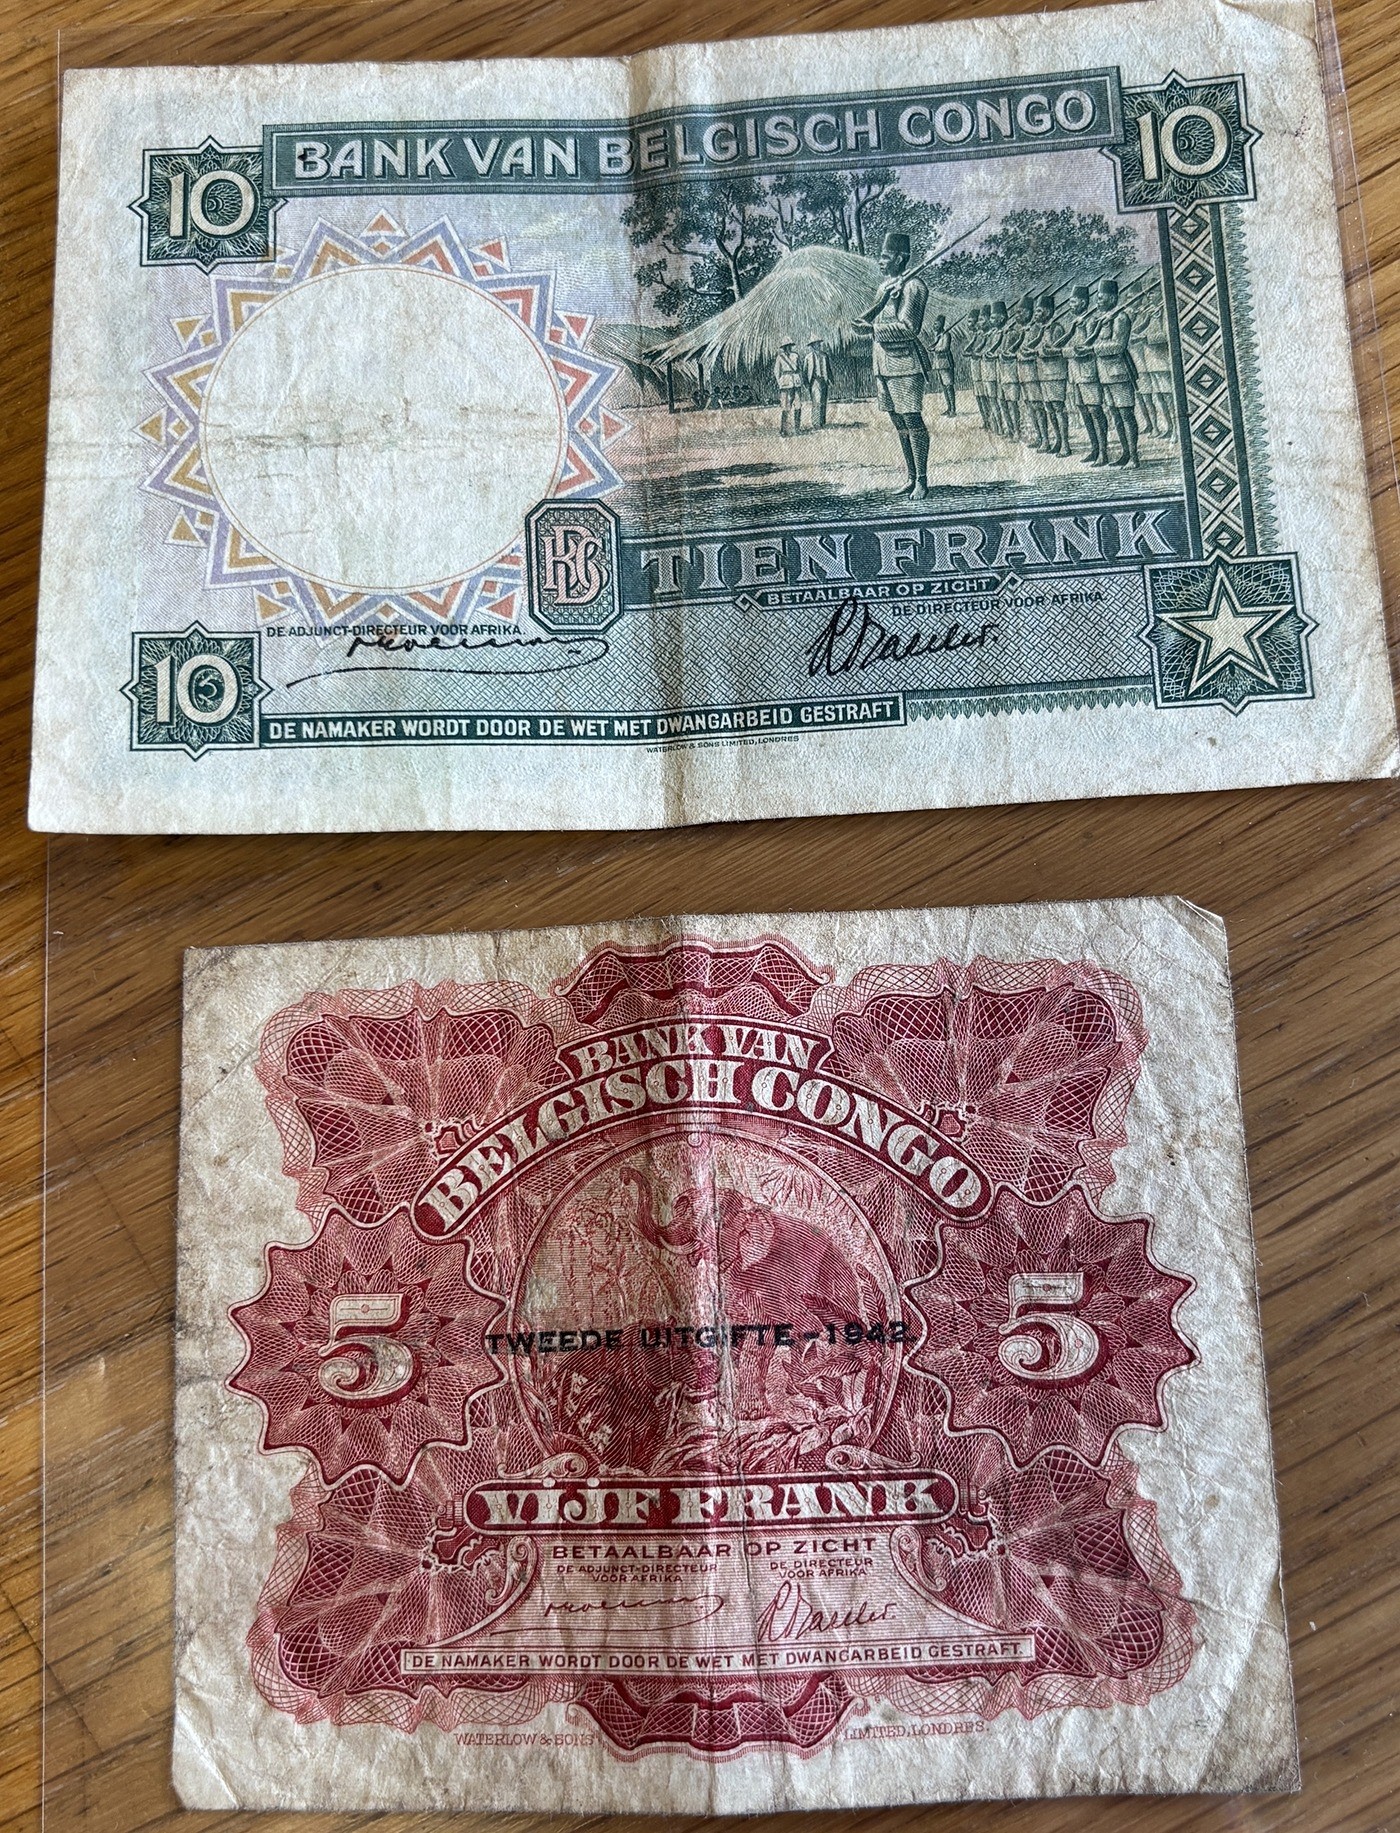 10
BANK VAN BELGISCH CONGO
10
BCB
TIEN FRANK
BETAALBAAR OP ZICHT
DE ADJUNCT-DIRECTEUR VOOR AFRIKA.
DE DIRECTEUR VOOR AFRIKA
10
DE NAMAKER WORDT DOOR DE WET MET DWANGARBEID GESTRAFT
WATERLOW & SONS LIMITED, LONDRES
BANK VAN
BELGISCH CONGO
5
5
TWEEDE UITGIFTE - 1942.
VIJF FRANK
BETAALBAAR OP ZICHT
DE ADJUNCT-DIRECTEUR
VOOR AFRIKA
DE DIRECTEUR
VOOR AFRIKA
DE NAMAKER WORDT DOOR DE WET MET DWANGARBEID GESTRAFT.
WATERLOW & SONS LIMITED, LONDRES.